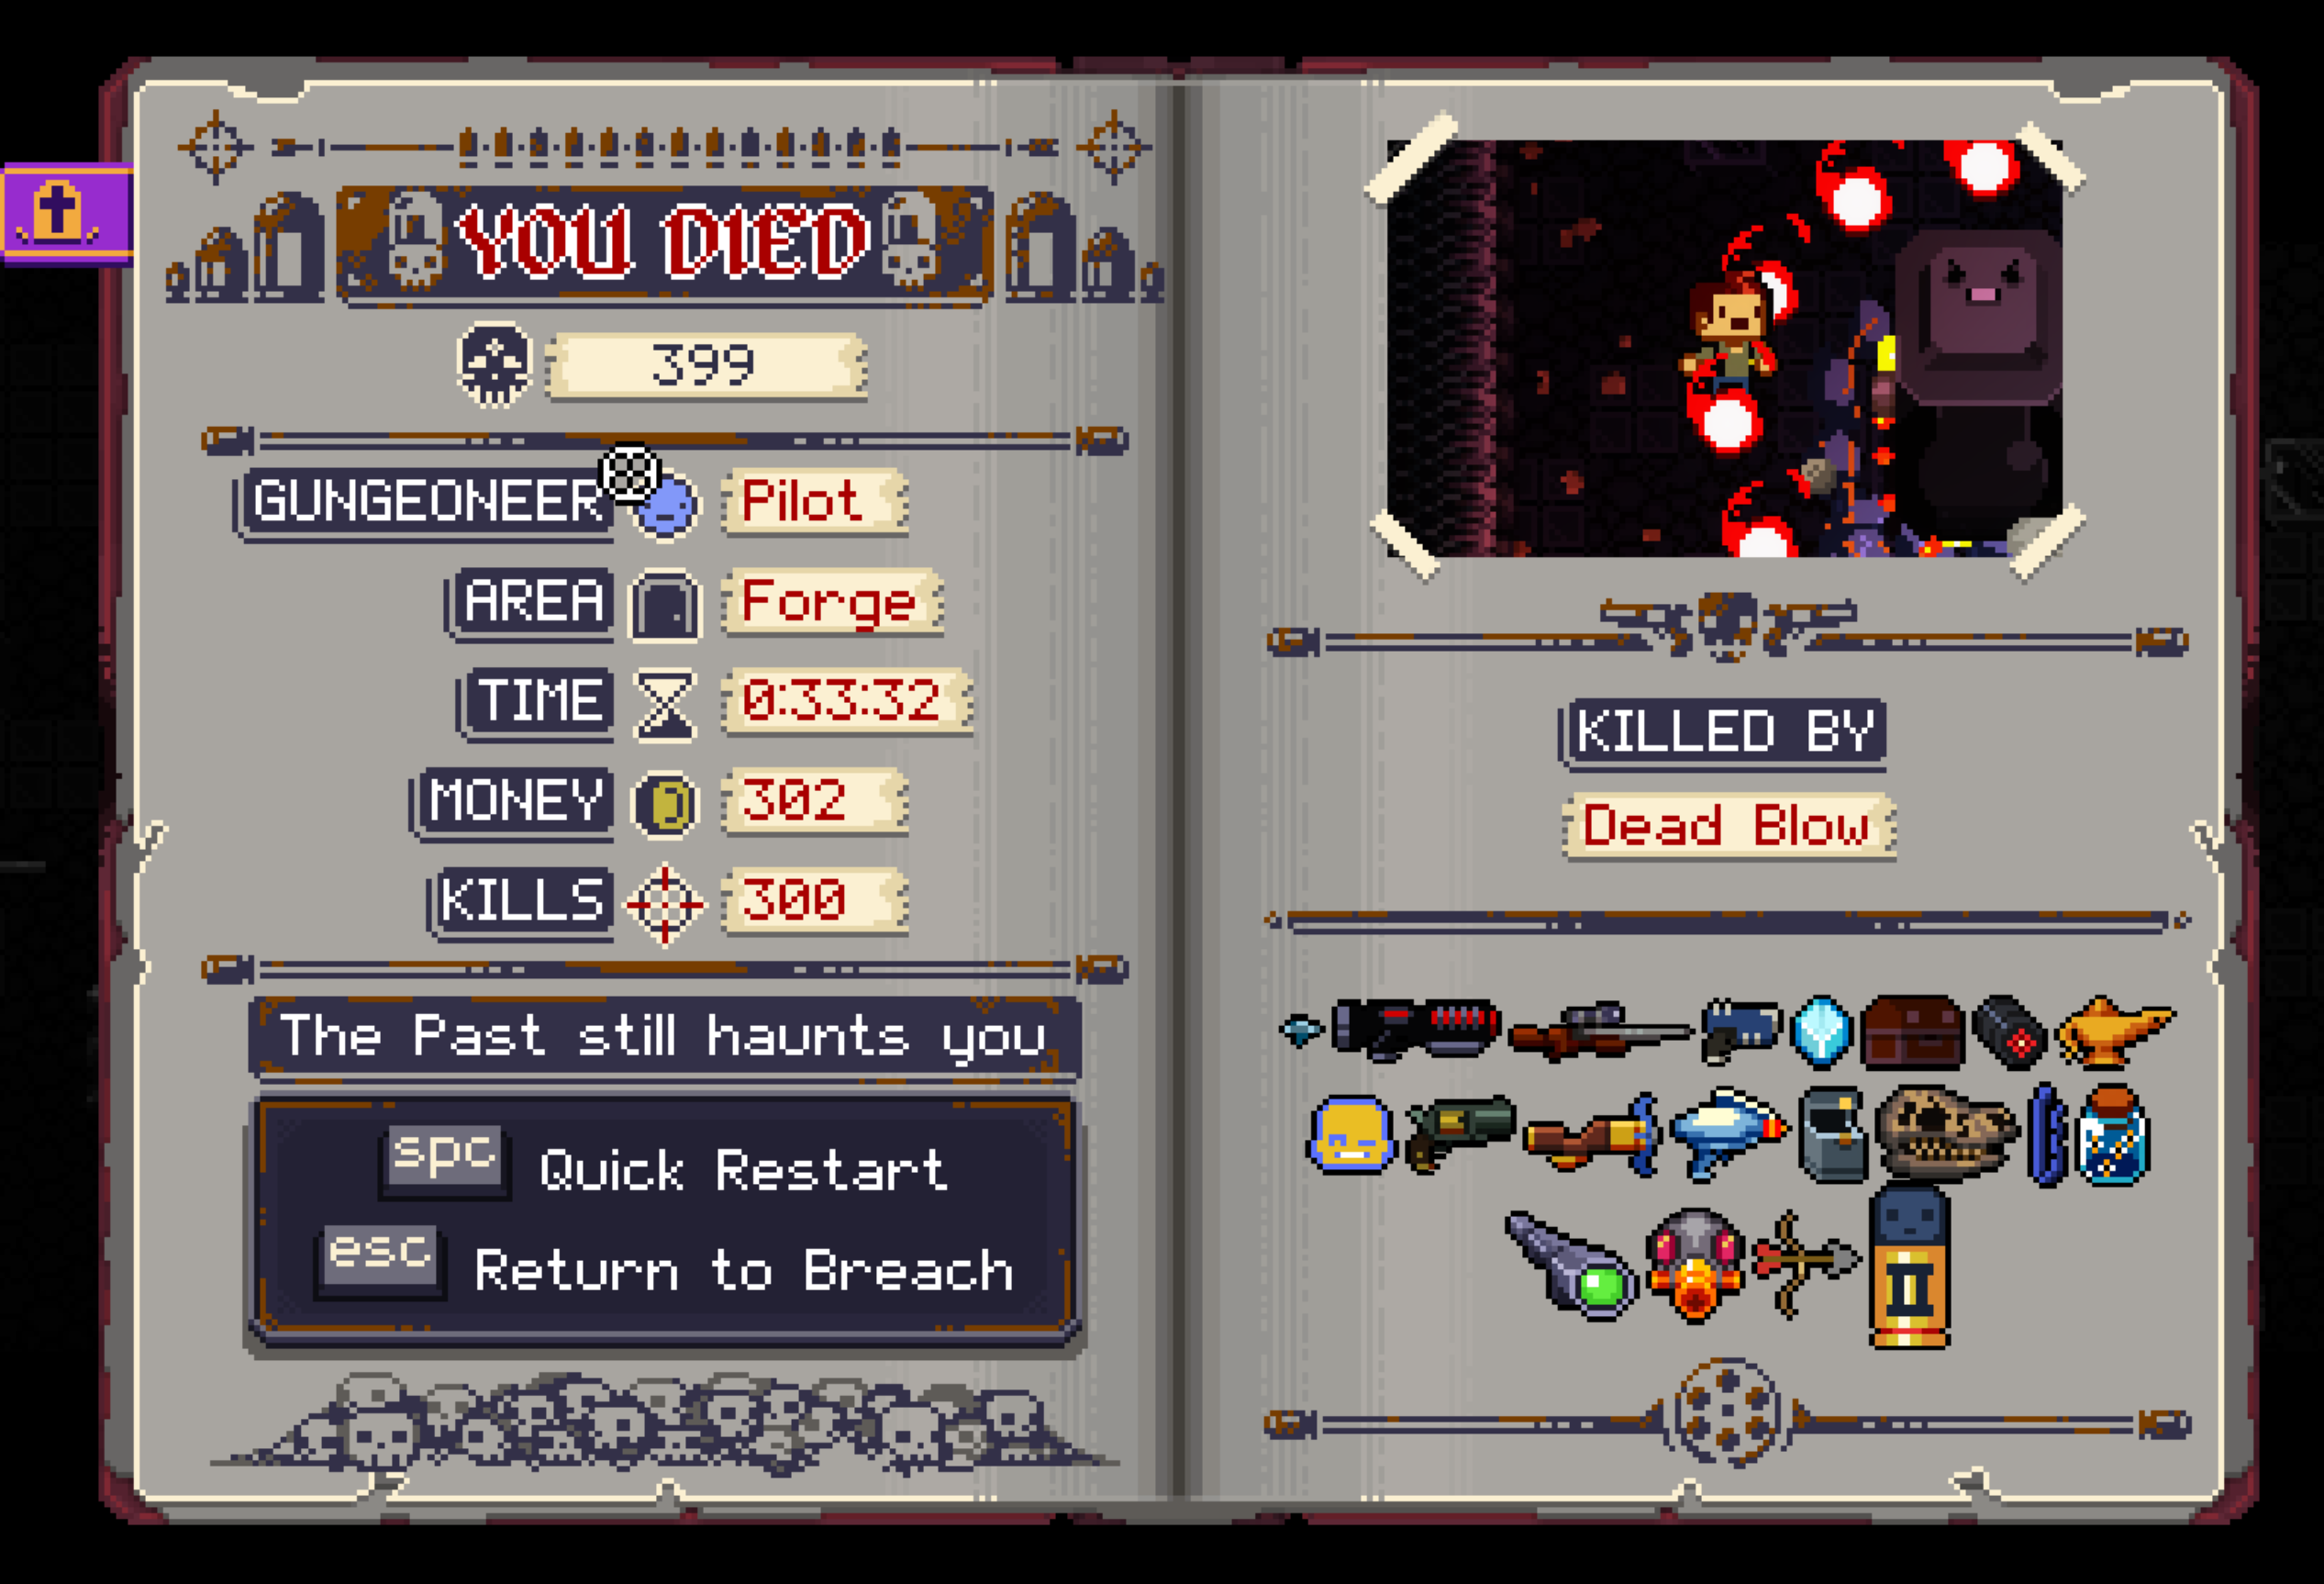 YOU DIED
399
GUNGEONEER Pilot
AREA Forge
TIME 0:33:32
MONEY 302
KILLS 300
The Past still haunts you
spc Quick Restart
esc Return to Breach
KILLED BY
Dead Blow
II